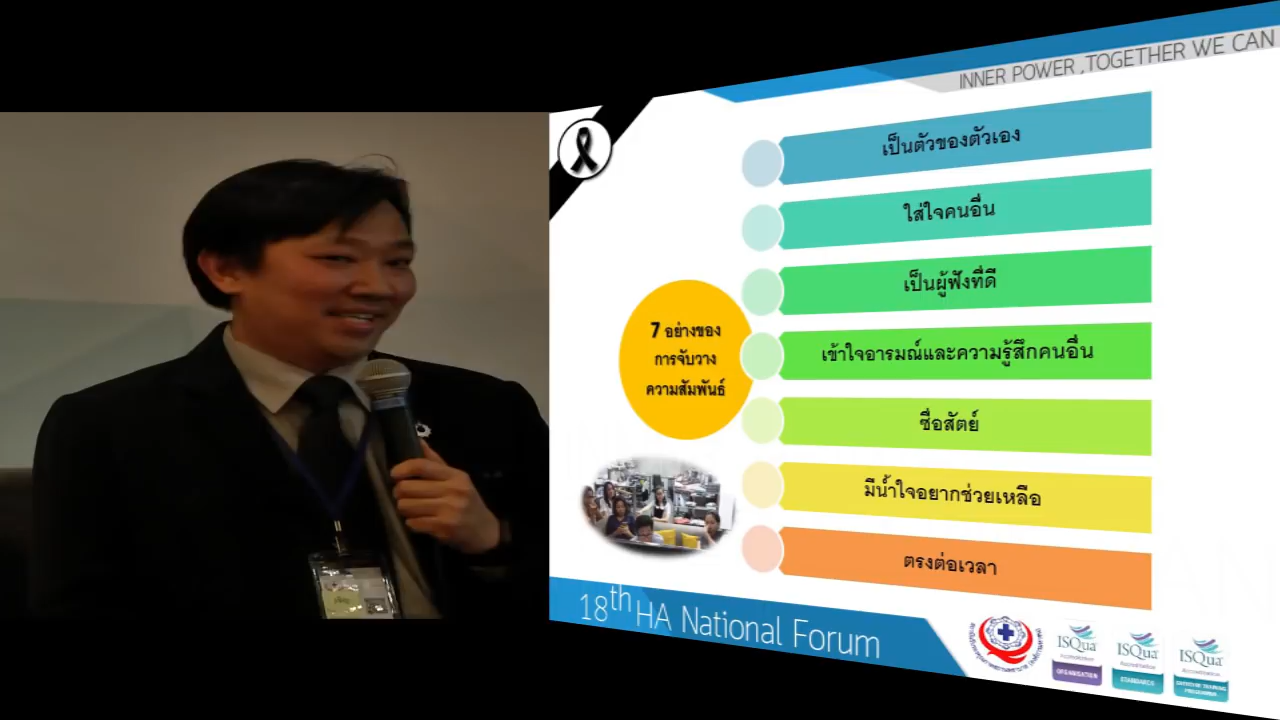 INNER POWER ,TOGETHER WE CAN
เป็นตัวของตัวเอง
ใส่ใจคนอื่น
เป็นผู้ฟังที่ดี
เข้าใจอารมณ์และความรู้สึกคนอื่น
ซื่อสัตย์
มีน้ำใจอยากช่วยเหลือ
ตรงต่อเวลา
7 อย่างของ
การจับวาง
ความสัมพันธ์
18th HA National Forum
ISQua
Accreditation
ORGANISATION
ISQua
Accreditation
STANDARDS
ISQua
Accreditation